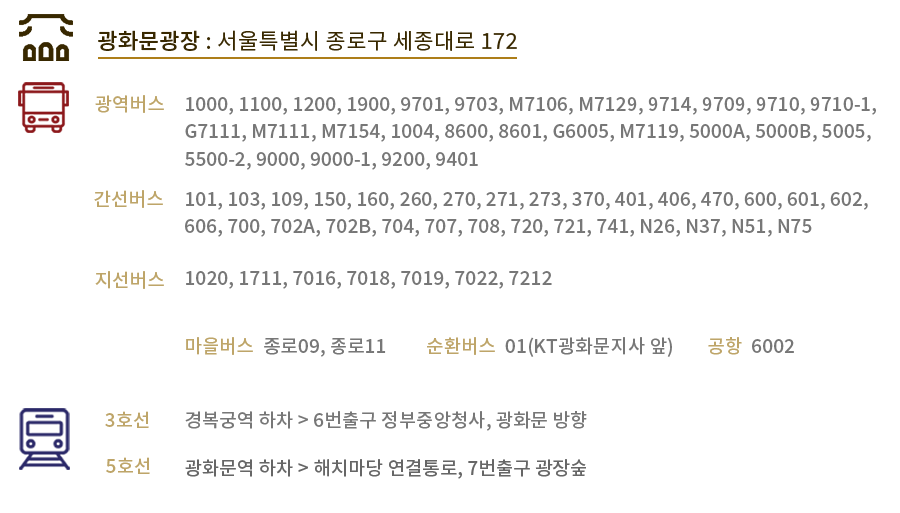 광화문광장 : 서울특별시 종로구 세종대로 172
광역버스 1000, 1100, 1200, 1900, 9701, 9703, M7106, M7129, 9714, 9709, 9710, 9710-1,
G7111, M7111, M7154, 1004, 8600, 8601, G6005, M7119, 5000A, 5000B, 5005,
5500-2, 9000, 9000-1, 9200, 9401
간선버스 101, 103, 109, 150, 160, 260, 270, 271, 273, 370, 401, 406, 470, 600, 601, 602,
606, 700, 702A, 702B, 704, 707, 708, 720, 721, 741, N26, N37, N51, N75
지선버스 1020, 1711, 7016, 7018, 7019, 7022, 7212
마을버스 종로09, 종로11 순환버스 01(KT광화문지사 앞) 공항 6002
3호선 경복궁역 하차 > 6번출구 정부중앙청사, 광화문 방향
5호선 광화문역 하차 > 해치마당 연결통로, 7번출구 광장숲